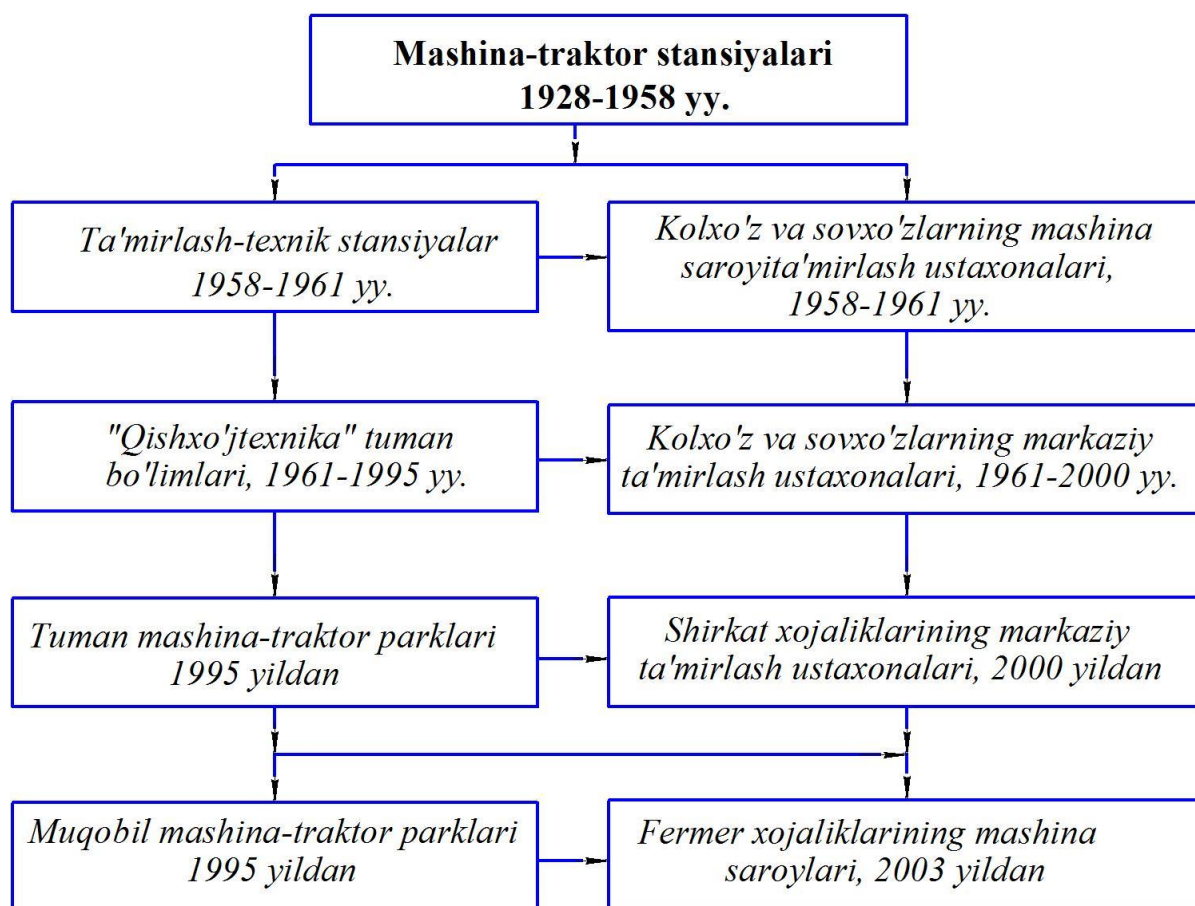 Mashina-traktor stansiyalari
1928-1958 yy.
Ta'mirlash-texnik stansiyalar
1958-1961 yy.
Kolxo'z va sovxo'zlarning mashina
saroyita'mirlash ustaxonalari,
1958-1961 yy.
"Qishxo'jtexnika" tuman
bo'limlari, 1961-1995 yy.
Kolxo'z va sovxo'zlarning markaziy
ta'mirlash ustaxonalari, 1961-2000 yy.
Tuman mashina-traktor parklari
1995 yildan
Shirkat xojaliklarining markaziy
ta'mirlash ustaxonalari, 2000 yildan
Muqobil mashina-traktor parklari
1995 yildan
Fermer xojaliklarining mashina
saroylari, 2003 yildan